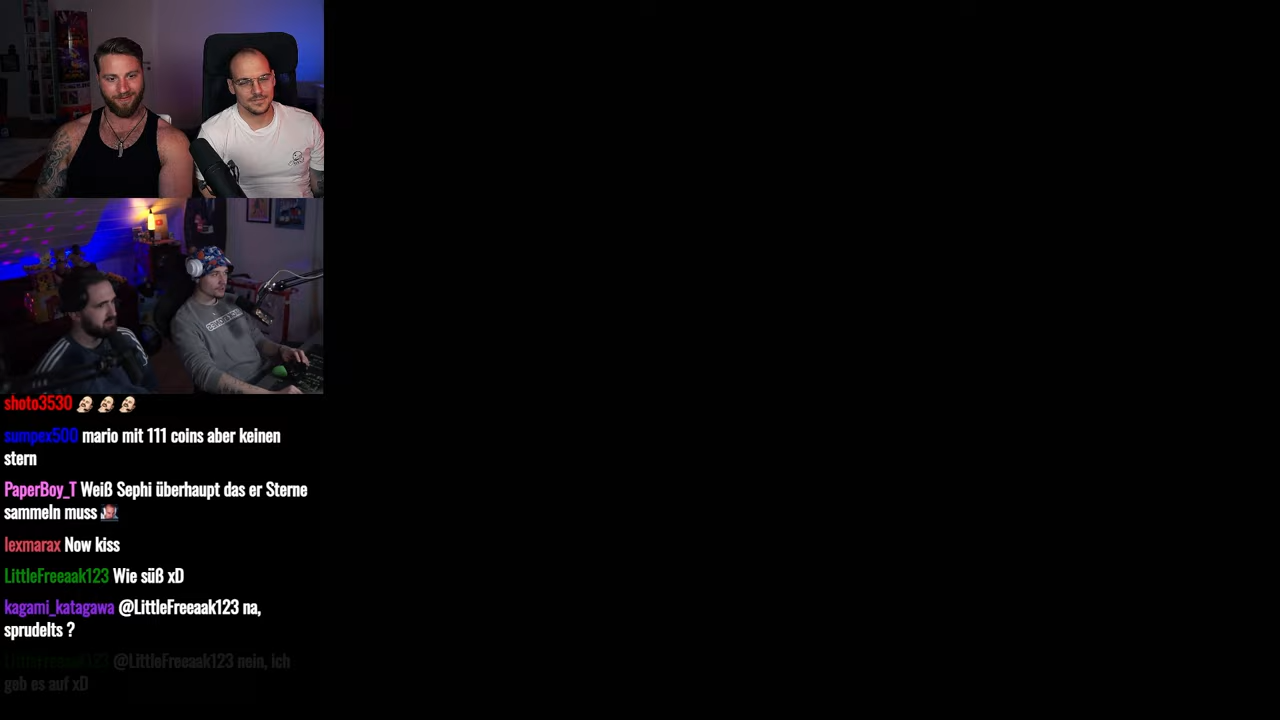 shoto3530
sumpex500 mario mit 111 coins aber keinen
stern
PaperBoy_T Weiß Sephi überhaupt das er Sterne
sammeln muss
lexmarax Now kiss
LittleFreeaak123 Wie süß xD
kagami_katagawa @LittleFreeaak123 na,
sprudelts ?
LittleFreeaak123 @LittleFreeaak123 nein, ich
geb es auf xD